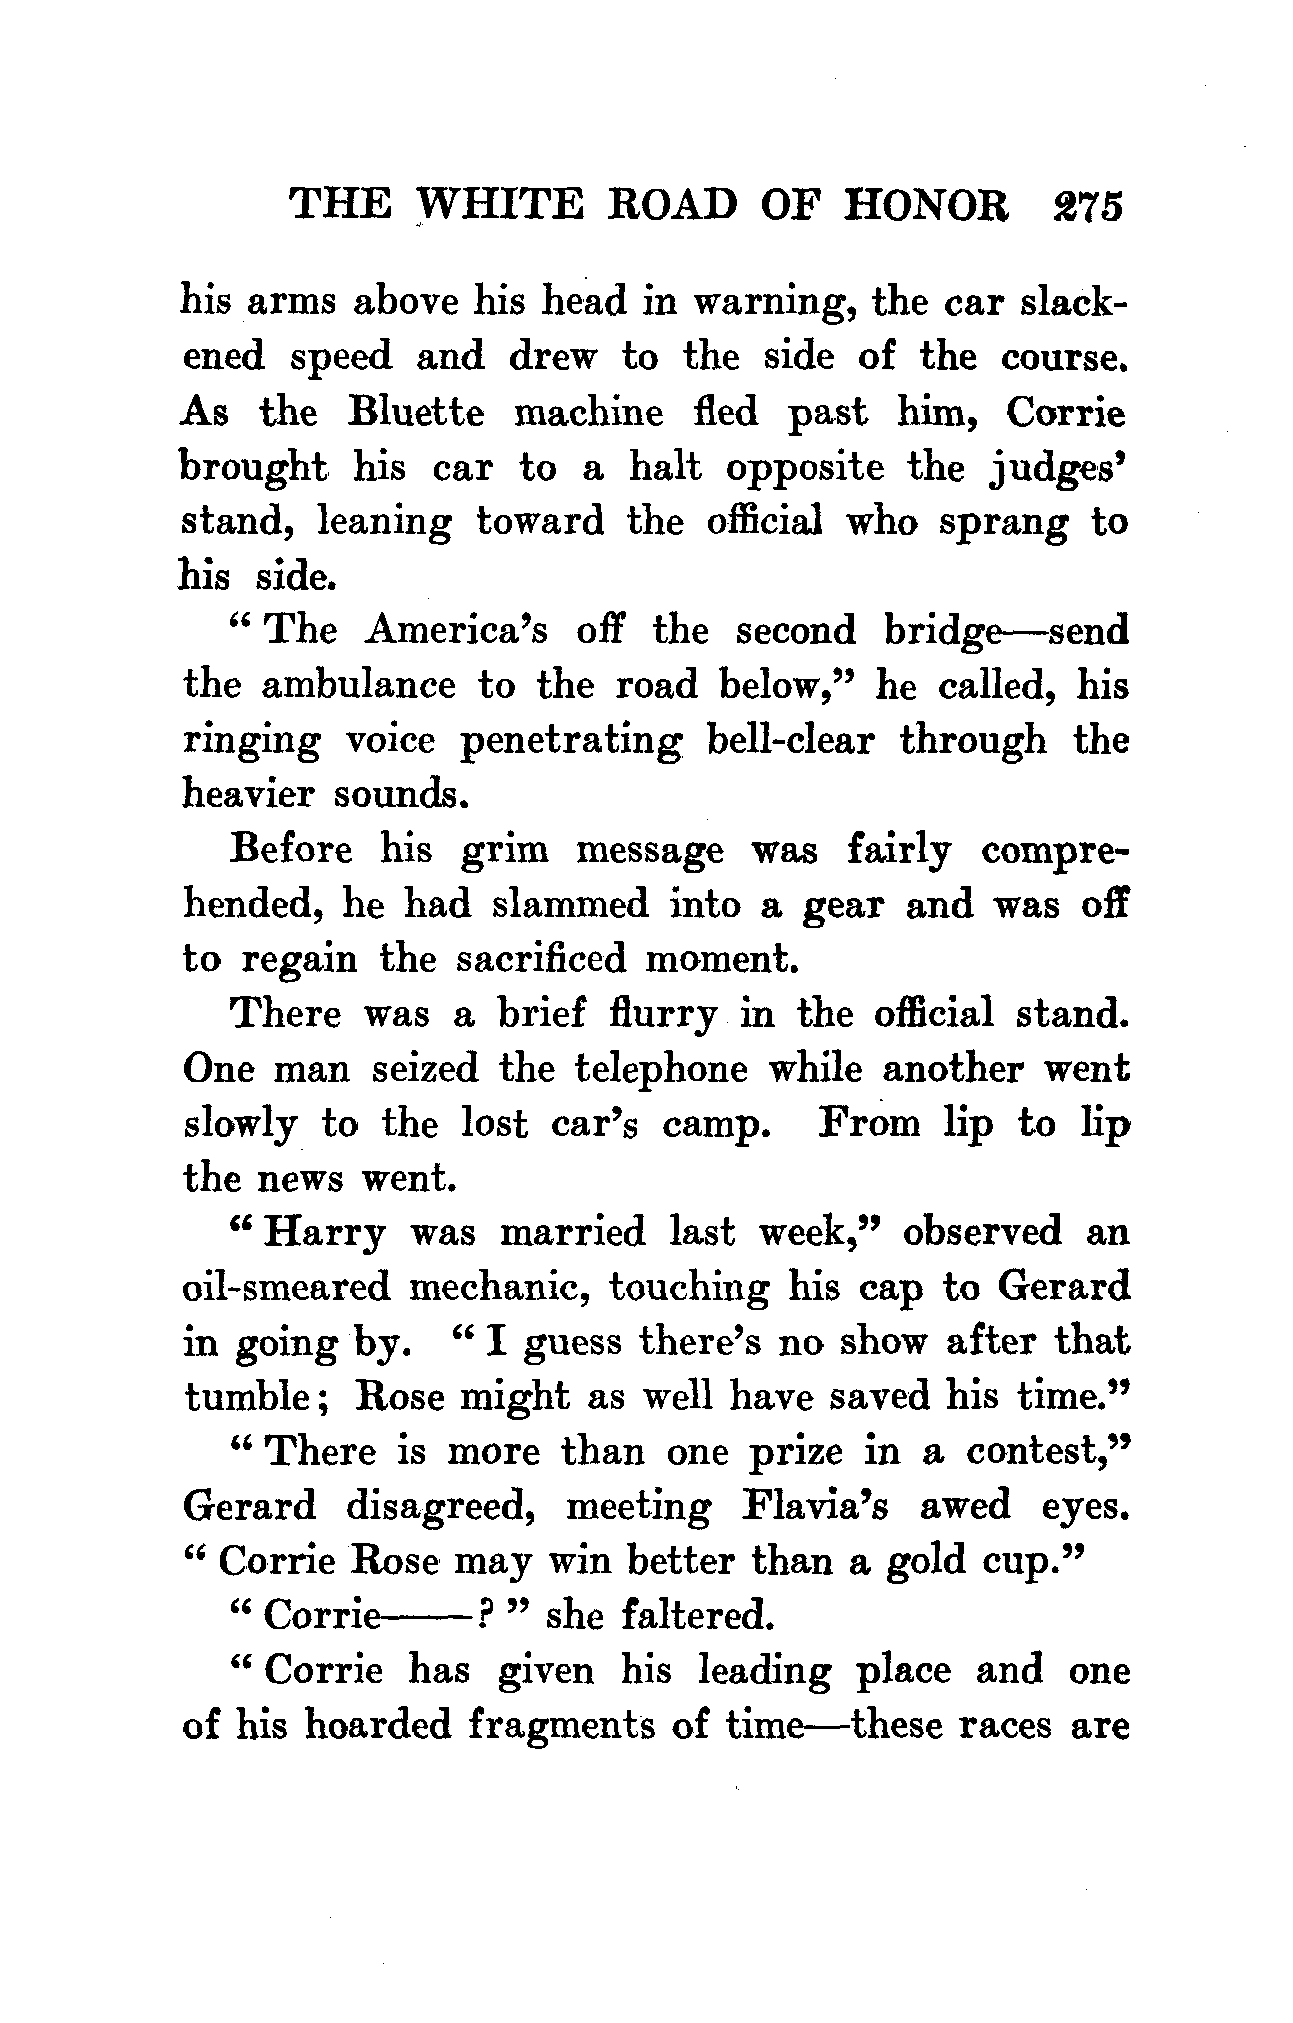 THE WHITE ROAD OF HONOR 275
his arms above his head in warning, the car slack-
ened speed and drew to the side of the course.
As the Bluette machine fled past him, Corrie
brought his car to a halt opposite the judges’
stand, leaning toward the official who sprang to
his side.
“ The America’s off the second bridge—send
the ambulance to the road below,” he called, his
ringing voice penetrating bell-clear through the
heavier sounds.
Before his grim message was fairly compre-
hended, he had slammed into a gear and was off
to regain the sacrificed moment.
There was a brief flurry in the official stand.
One man seized the telephone while another went
slowly to the lost car’s camp. From lip to lip
the news went.
“ Harry was married last week,” observed an
oil-smeared mechanic, touching his cap to Gerard
in going by. “ I guess there’s no show after that
tumble; Rose might as well have saved his time.”
“ There is more than one prize in a contest,”
Gerard disagreed, meeting Flavia’s awed eyes.
“ Corrie Rose may win better than a gold cup.”
“ Corrie——? ” she faltered.
“ Corrie has given his leading place and one
of his hoarded fragments of time—these races are